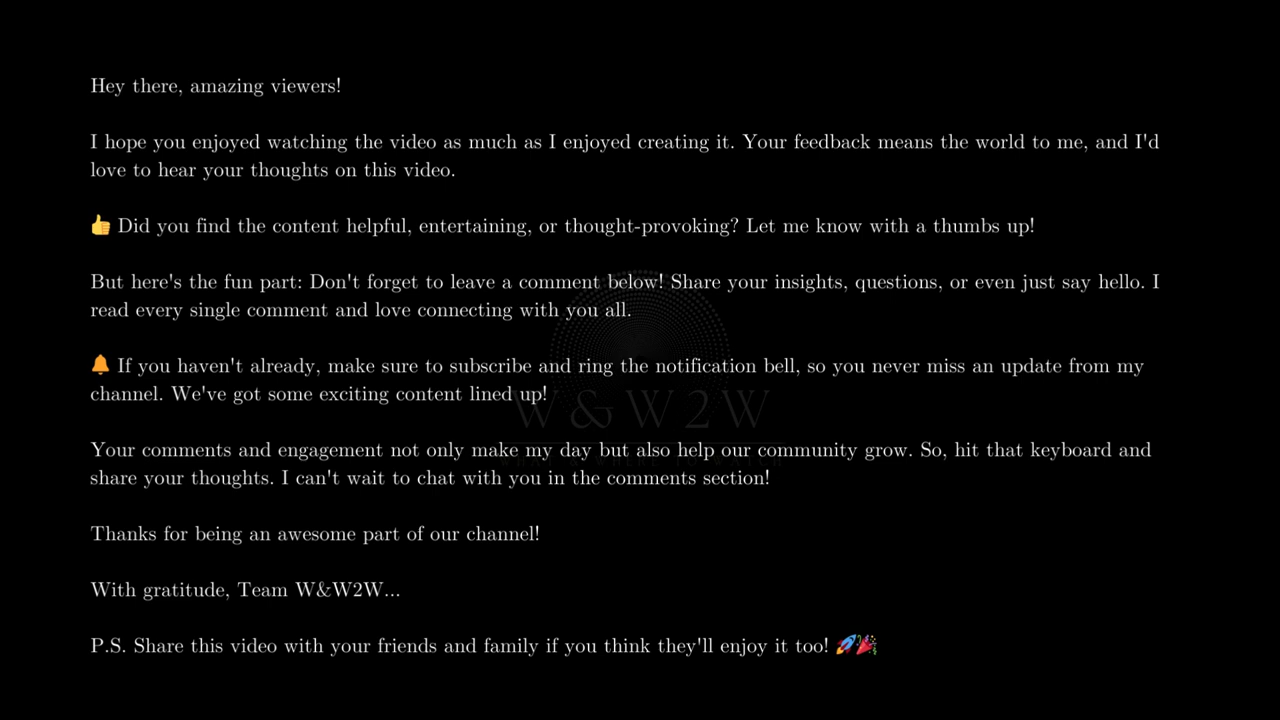 Hey there, amazing viewers!
I hope you enjoyed watching the video as much as I enjoyed creating it. Your feedback means the world to me, and I'd
love to hear your thoughts on this video.
👍 Did you find the content helpful, entertaining, or thought-provoking? Let me know with a thumbs up!
But here's the fun part: Don't forget to leave a comment below! Share your insights, questions, or even just say hello. I
read every single comment and love connecting with you all.
🔔 If you haven't already, make sure to subscribe and ring the notification bell, so you never miss an update from my
channel. We've got some exciting content lined up!
W&W2W
Your comments and engagement not only make my day but also help our community grow. So, hit that keyboard and
share your thoughts. I can't wait to chat with you in the comments section!
Thanks for being an awesome part of our channel!
With gratitude, Team W&W2W...
P.S. Share this video with your friends and family if you think they'll enjoy it too! 🚀🎉